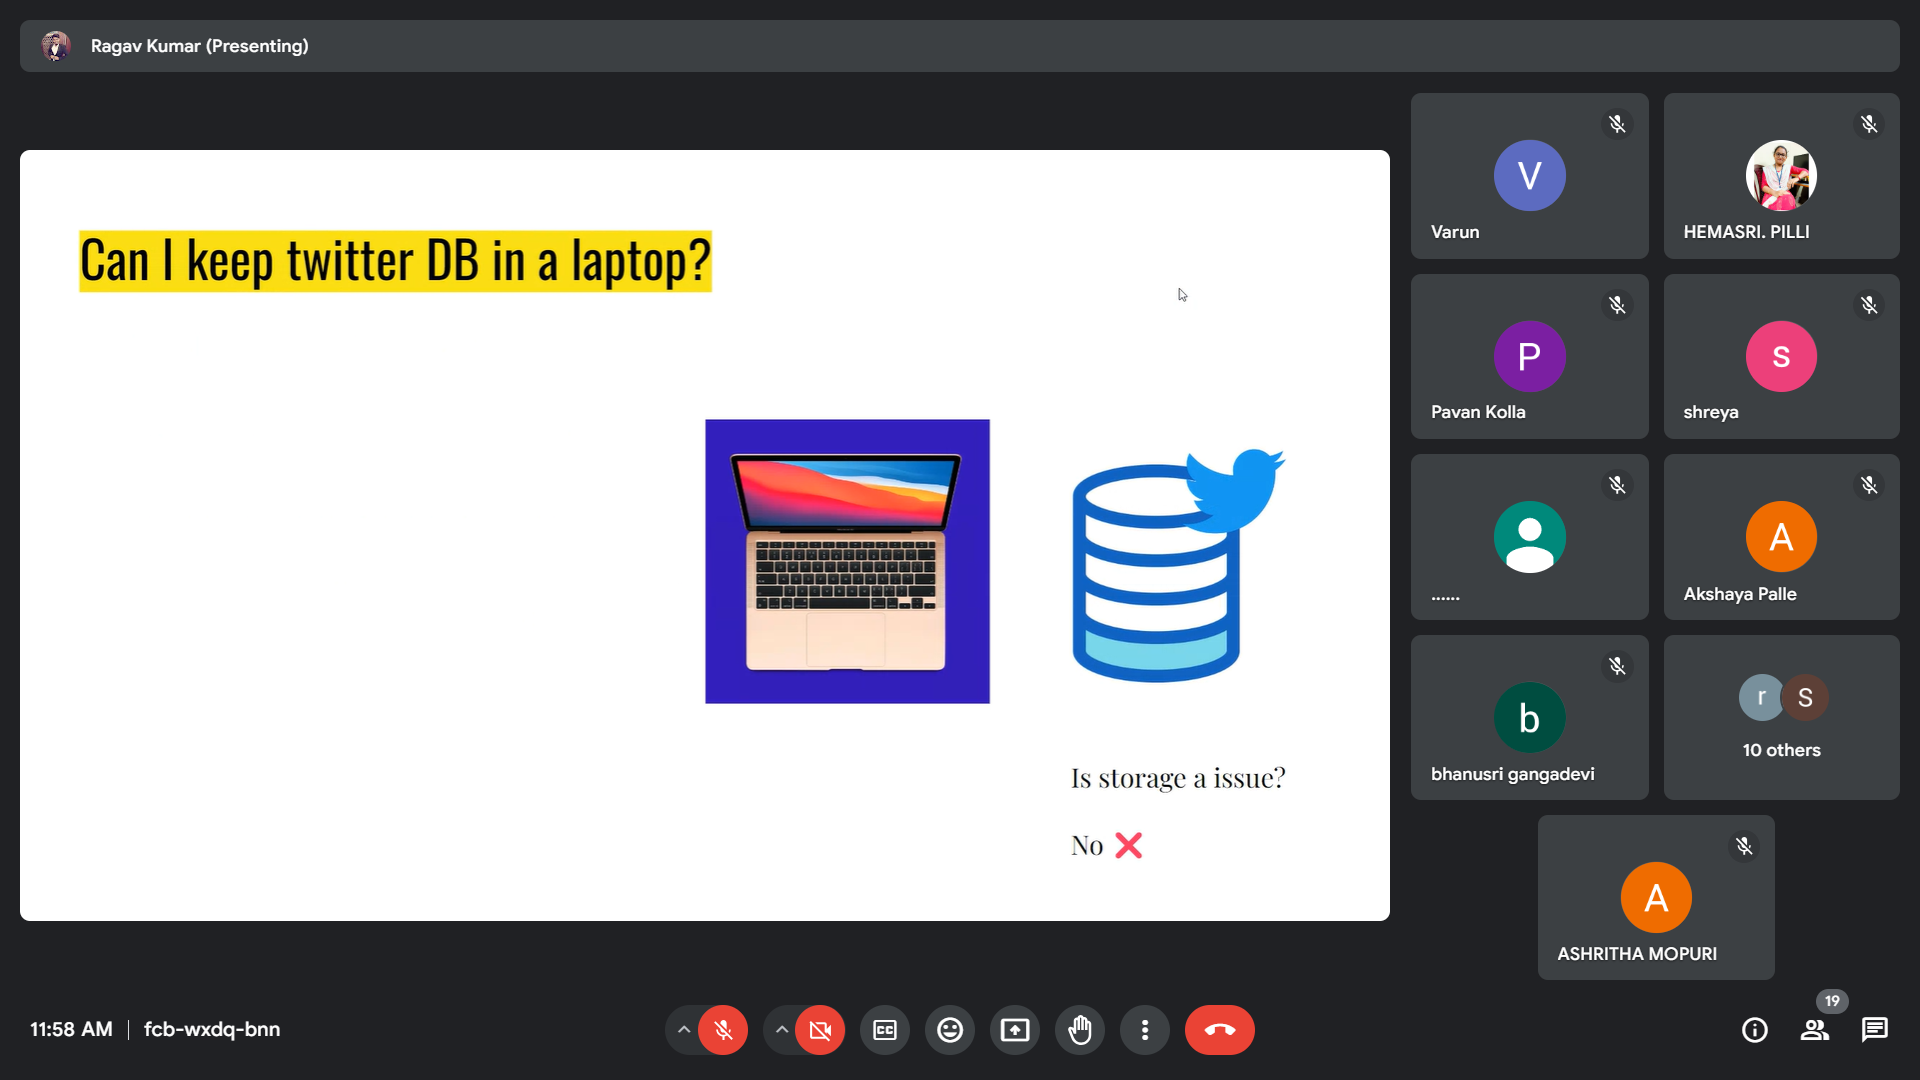 Ragav Kumar (Presenting)
Can I keep twitter DB in a laptop?
Is storage a issue?
No ❌
V
Varun
HEMASRI. PILLI
P
Pavan Kolla
s
shreya
......
A
Akshaya Palle
b
bhanusri gangadevi
r S
10 others
A
ASHRITHA MOPURI
11:58 AM | fcb-wxdq-bnn
CC
19